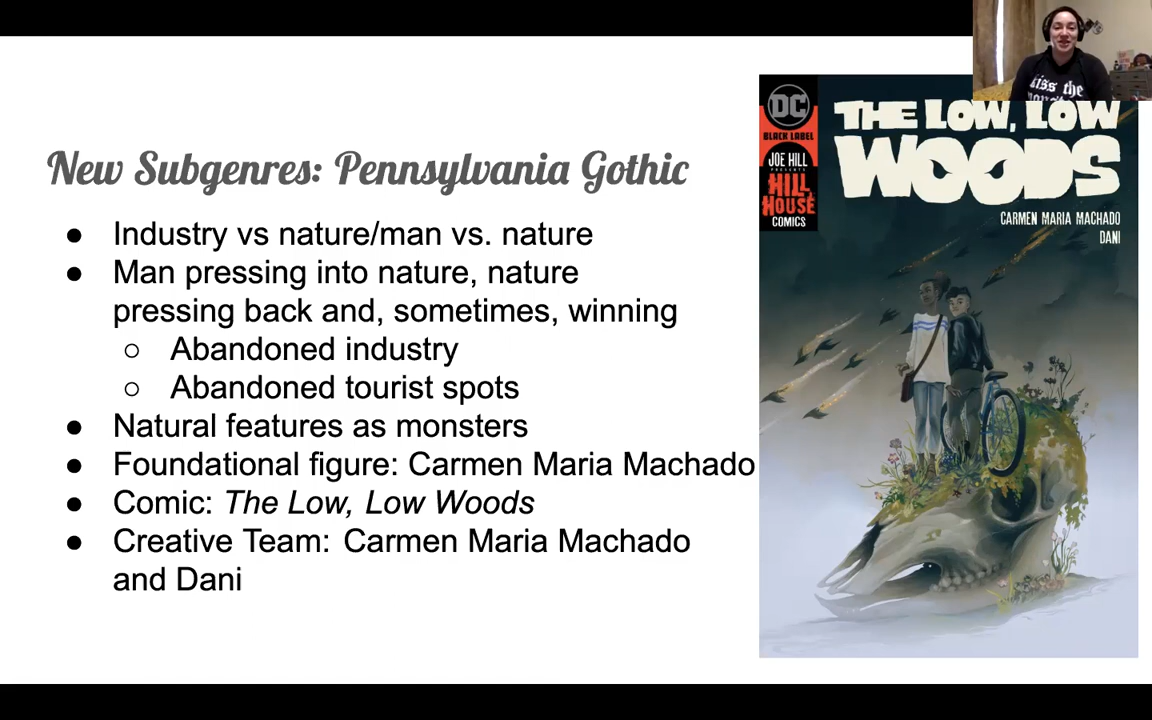 New Subgenres: Pennsylvania Gothic
● Industry vs nature/man vs. nature
● Man pressing into nature, nature
pressing back and, sometimes, winning
○ Abandoned industry
○ Abandoned tourist spots
● Natural features as monsters
● Foundational figure: Carmen Maria Machado
● Comic: The Low, Low Woods
● Creative Team: Carmen Maria Machado
and Dani
DC
BLACK LABEL
JOE HILL
PRESENTS
HILL
HOUSE
COMICS
THE LOW, LOW
WOODS
CARMEN MARIA MACHADO
DANI
kiss the